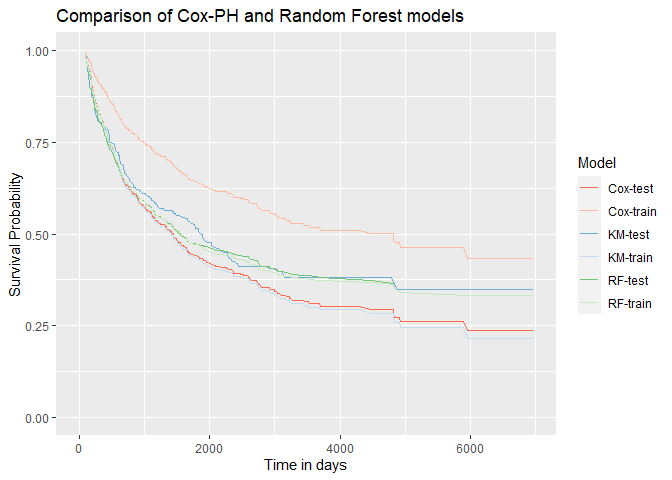 Comparison of Cox-PH and Random Forest models
1.00
0.75
0.50
0.25
0.00
Survival Probability
0
2000
4000
6000
Time in days
Model
Cox-test
Cox-train
KM-test
KM-train
RF-test
RF-train